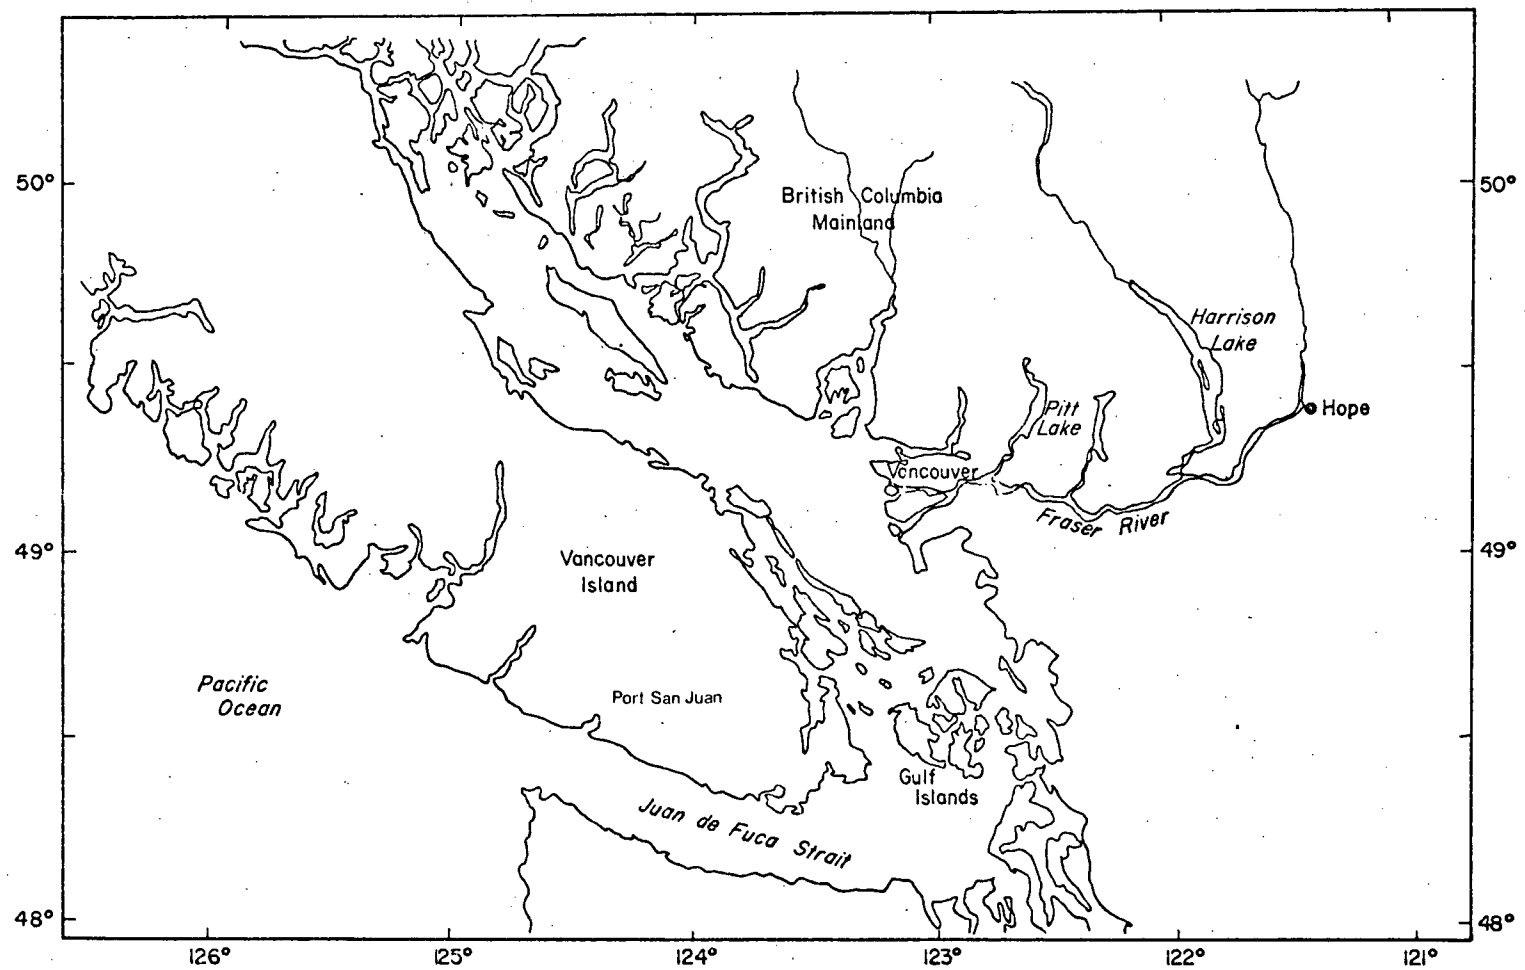 50°
50°
British Columbia
Mainland
Harrison
Lake
Pitt
Lake
Hope
Vancouver
Fraser River
49°
49°
Vancouver
Island
Pacific
Ocean
Port San Juan
Gulf
Islands
Juan de Fuca Strait
48°
48°
126°
125°
124°
123°
122°
121°